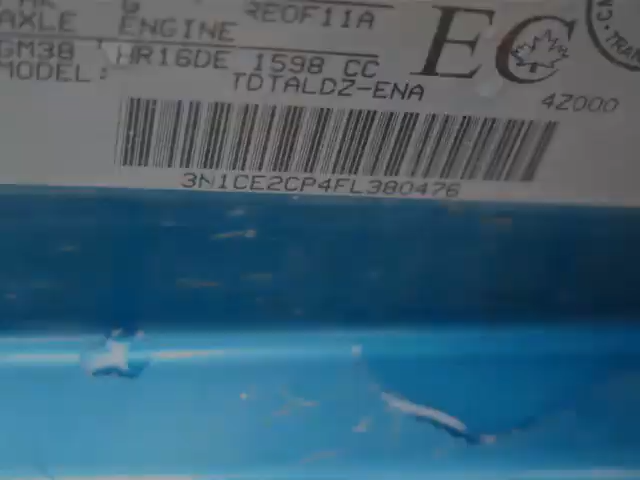 RE0F11A
AXLE ENGINE
GM38 HR16DE 1598 CC
MODEL: TDTALDZ-ENA
EC
4Z000
3N1CE2CP4FL380476